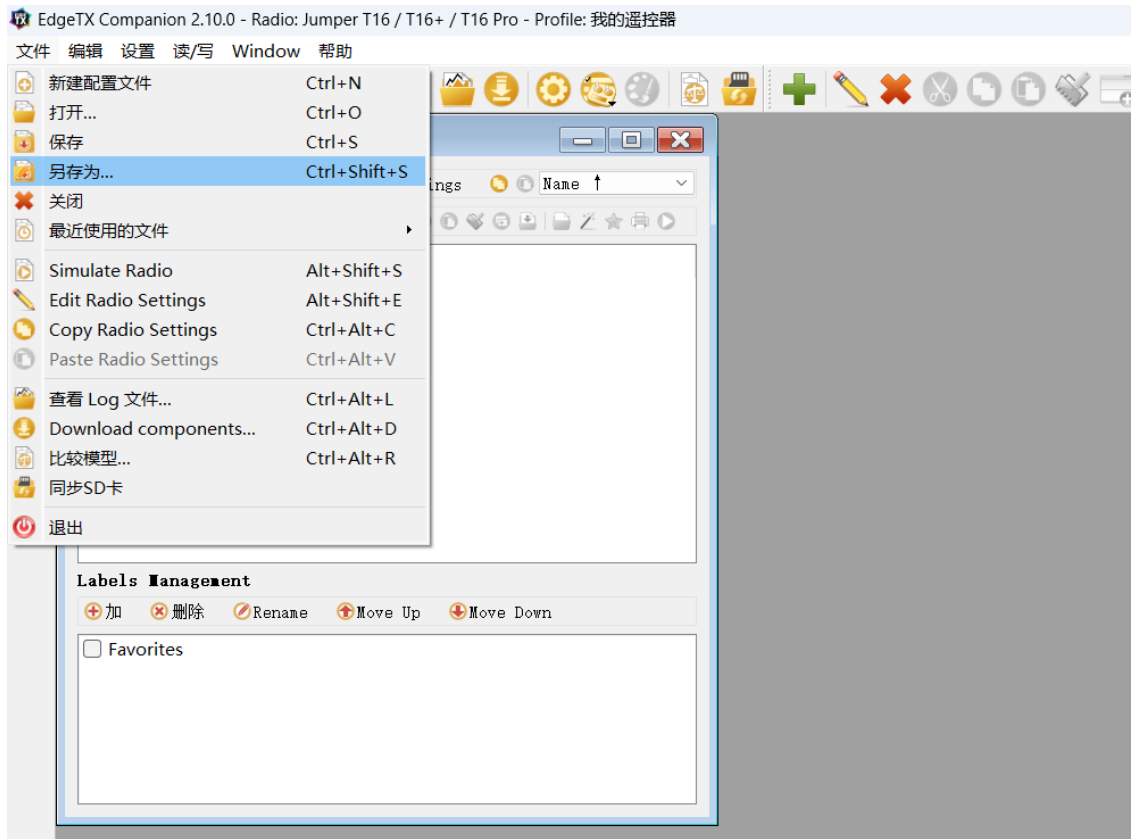 EdgeTX Companion 2.10.0 - Radio: Jumper T16 / T16+ / T16 Pro - Profile: 我的遥控器
文件 编辑 设置 读/写 Window 帮助
新建配置文件 Ctrl+N
打开... Ctrl+O
保存 Ctrl+S
另存为... Ctrl+Shift+S
关闭
最近使用的文件
Simulate Radio Alt+Shift+S
Edit Radio Settings Alt+Shift+E
Copy Radio Settings Ctrl+Alt+C
Paste Radio Settings Ctrl+Alt+V
查看 Log 文件... Ctrl+Alt+L
Download components... Ctrl+Alt+D
比较模型... Ctrl+Alt+R
同步SD卡
退出
ings Name
Labels Management
加 删除 Rename Move Up Move Down
Favorites